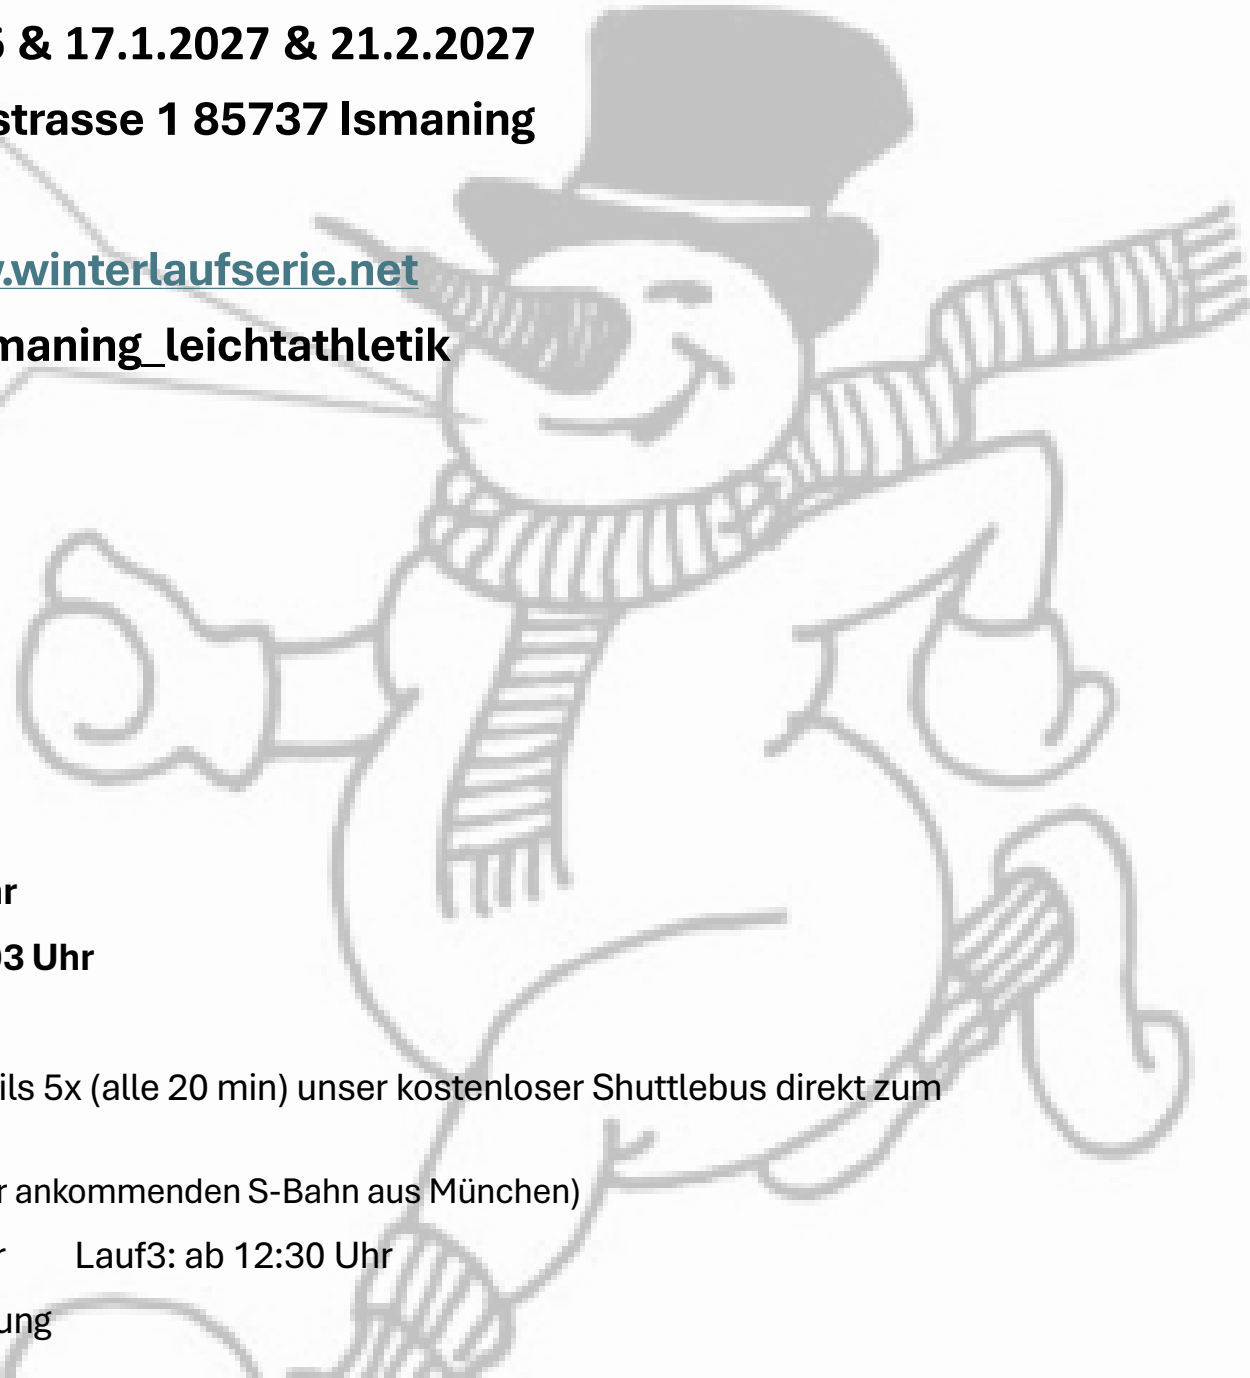 & 17.1.2027 & 21.2.2027
strasse 1 85737 Ismaning
.winterlaufserie.net
maning_leichtathletik
03 Uhr
ils 5x (alle 20 min) unser kostenloser Shuttlebus direkt zum
r ankommenden S-Bahn aus München)
r Lauf3: ab 12:30 Uhr
ung